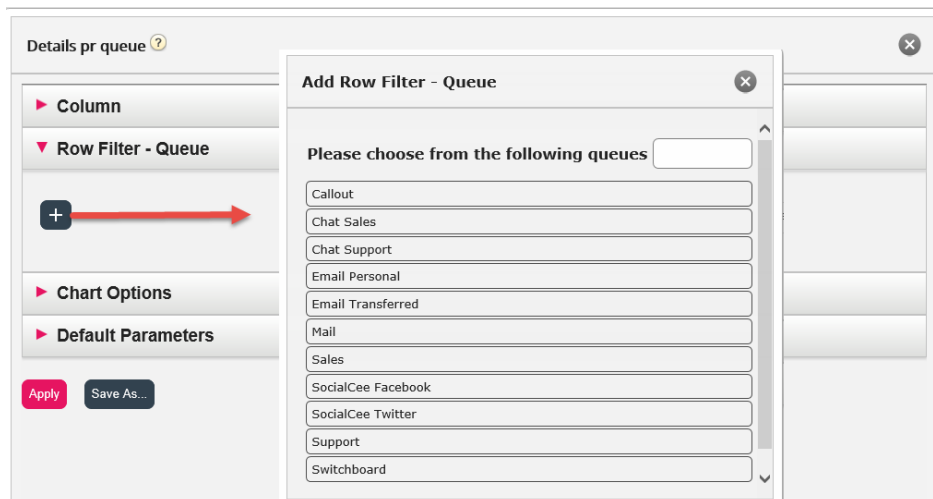 Details pr queue ?
Add Row Filter - Queue
Column
Row Filter - Queue
Please choose from the following queues
Callout
Chat Sales
Chat Support
Email Personal
Email Transferred
Mail
Sales
SocialCee Facebook
SocialCee Twitter
Support
Switchboard
Chart Options
Default Parameters
Apply
Save As...